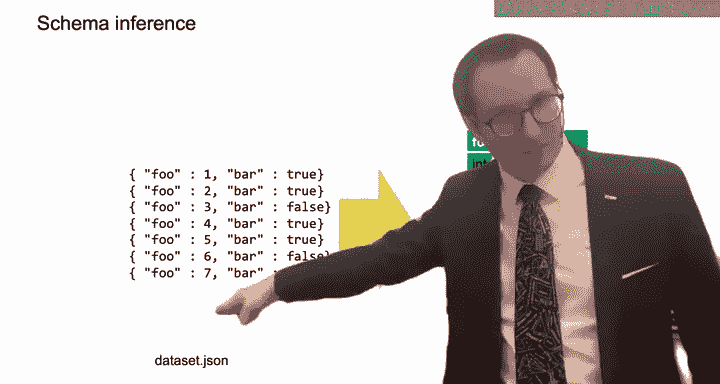 Schema inference
{ "foo" : 1, "bar" : true}
{ "foo" : 2, "bar" : true}
{ "foo" : 3, "bar" : false}
{ "foo" : 4, "bar" : true}
{ "foo" : 5, "bar" : true}
{ "foo" : 6, "bar" : false}
{ "foo" : 7, "bar" :
dataset.json